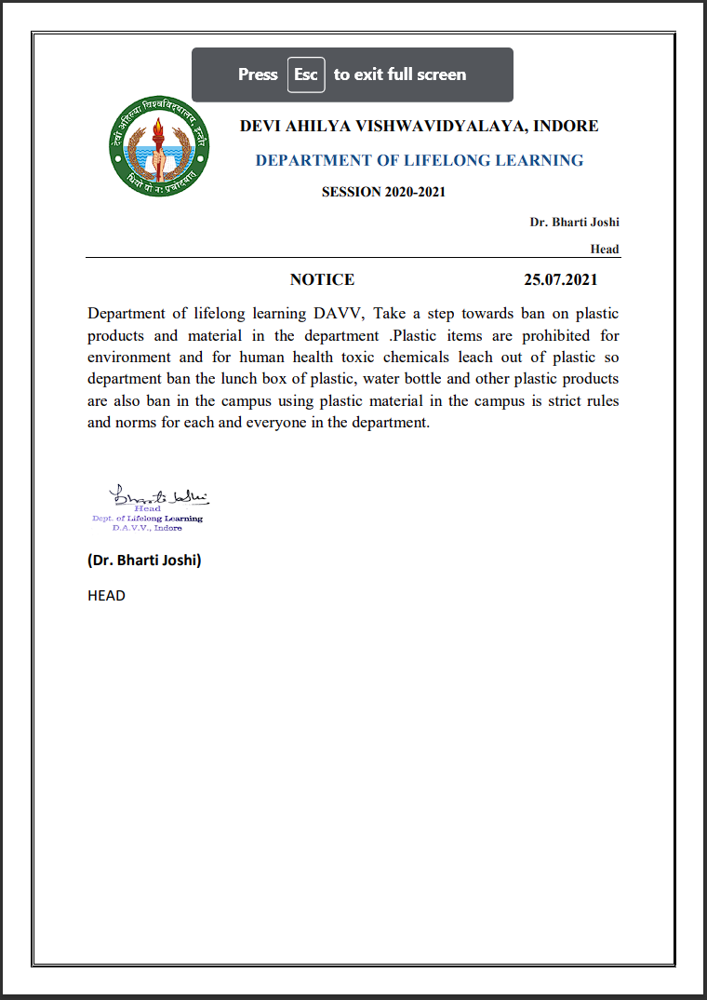 Press Esc to exit full screen
देवी अहिल्या विश्वविद्यालय, इन्दौर
धियो यो नः प्रचोदयात
DEVI AHILYA VISHWAVIDYALAYA, INDORE
DEPARTMENT OF LIFELONG LEARNING
SESSION 2020-2021
Dr. Bharti Joshi
Head
NOTICE 25.07.2021
Department of lifelong learning DAVV, Take a step towards ban on plastic
products and material in the department .Plastic items are prohibited for
environment and for human health toxic chemicals leach out of plastic so
department ban the lunch box of plastic, water bottle and other plastic products
are also ban in the campus using plastic material in the campus is strict rules
and norms for each and everyone in the department.
Bharti Joshi
Head
Dept. of Lifelong Learning
D.A.V.V., Indore
(Dr. Bharti Joshi)
HEAD